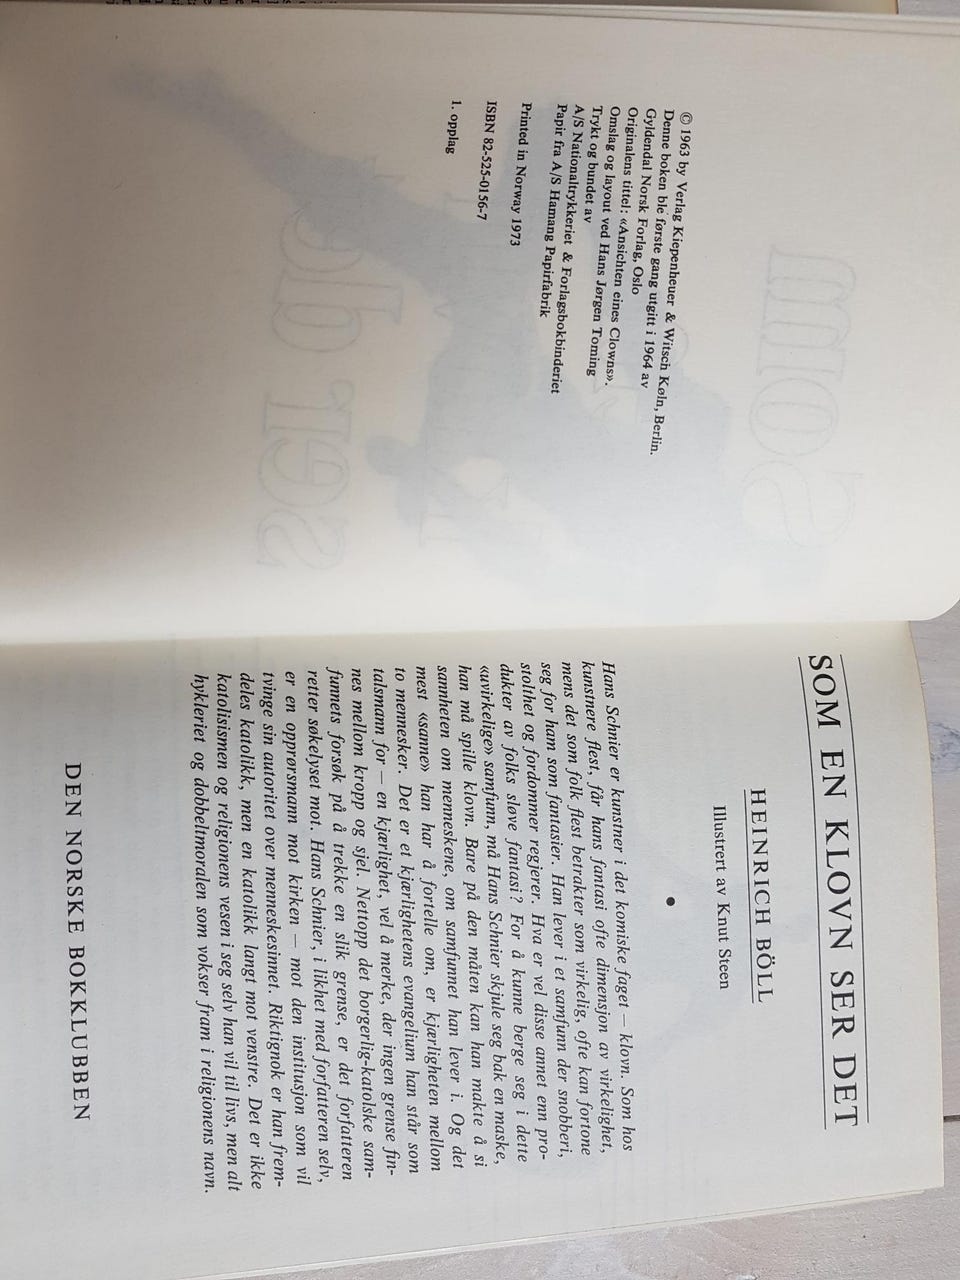 © 1963 by Verlag Kiepenheuer & Witsch Køln, Berlin.
Denne boken ble første gang utgitt i 1964 av
Gyldendal Norsk Forlag, Oslo
Originalens tittel: «Ansichten eines Clowns».
Omslag og layout ved Hans Jørgen Toming
Trykt og bundet av
A/S Nationaltrykkeriet & Forlagsbokbinderiet
Papir fra A/S Hamang Papirfabrik
Printed in Norway 1973
ISBN 82-525-0156-7
1. opplag
SOM EN KLOVN SER DET
HEINRICH BÖLL
Illustrert av Knut Steen
Hans Schnier er kunstner i det komiske faget — klovn. Som hos
kunstnere flest, får hans fantasi ofte dimensjon av virkelighet,
mens det som folk flest betrakter som virkelig, ofte kan fortone
seg for ham som fantasier. Han lever i et samfunn der snobberi,
stolthet og fordommer regjerer. Hva er vel disse annet enn pro-
dukter av folks sløve fantasi? For å kunne berge seg i dette
«uvirkelige» samfunn, må Hans Schnier skjule seg bak en maske,
han må spille klovn. Bare på den måten kan han makte å si
sannheten om menneskene, om samfunnet han lever i. Og det
mest «sanne» han har å fortelle om, er kjærligheten mellom
to mennesker. Det er et kjærlighetens evangelium han står som
talsmann for — en kjærlighet, vel å merke, der ingen grense fin-
nes mellom kropp og sjel. Nettopp det borgerlig-katolske sam-
funnets forsøk på å trekke en slik grense, er det forfatteren
retter søkelyset mot. Hans Schnier, i likhet med forfatteren selv,
er en opprørsmann mot kirken — mot den institusjon som vil
tvinge sin autoritet over menneskesinnet. Riktignok er han frem-
deles katolikk, men en katolikk langt mot venstre. Det er ikke
katolisismen og religionens vesen i seg selv han vil til livs, men alt
hykleriet og dobbeltmoralen som vokser fram i religionens navn.
DEN NORSKE BOKKLUBBEN